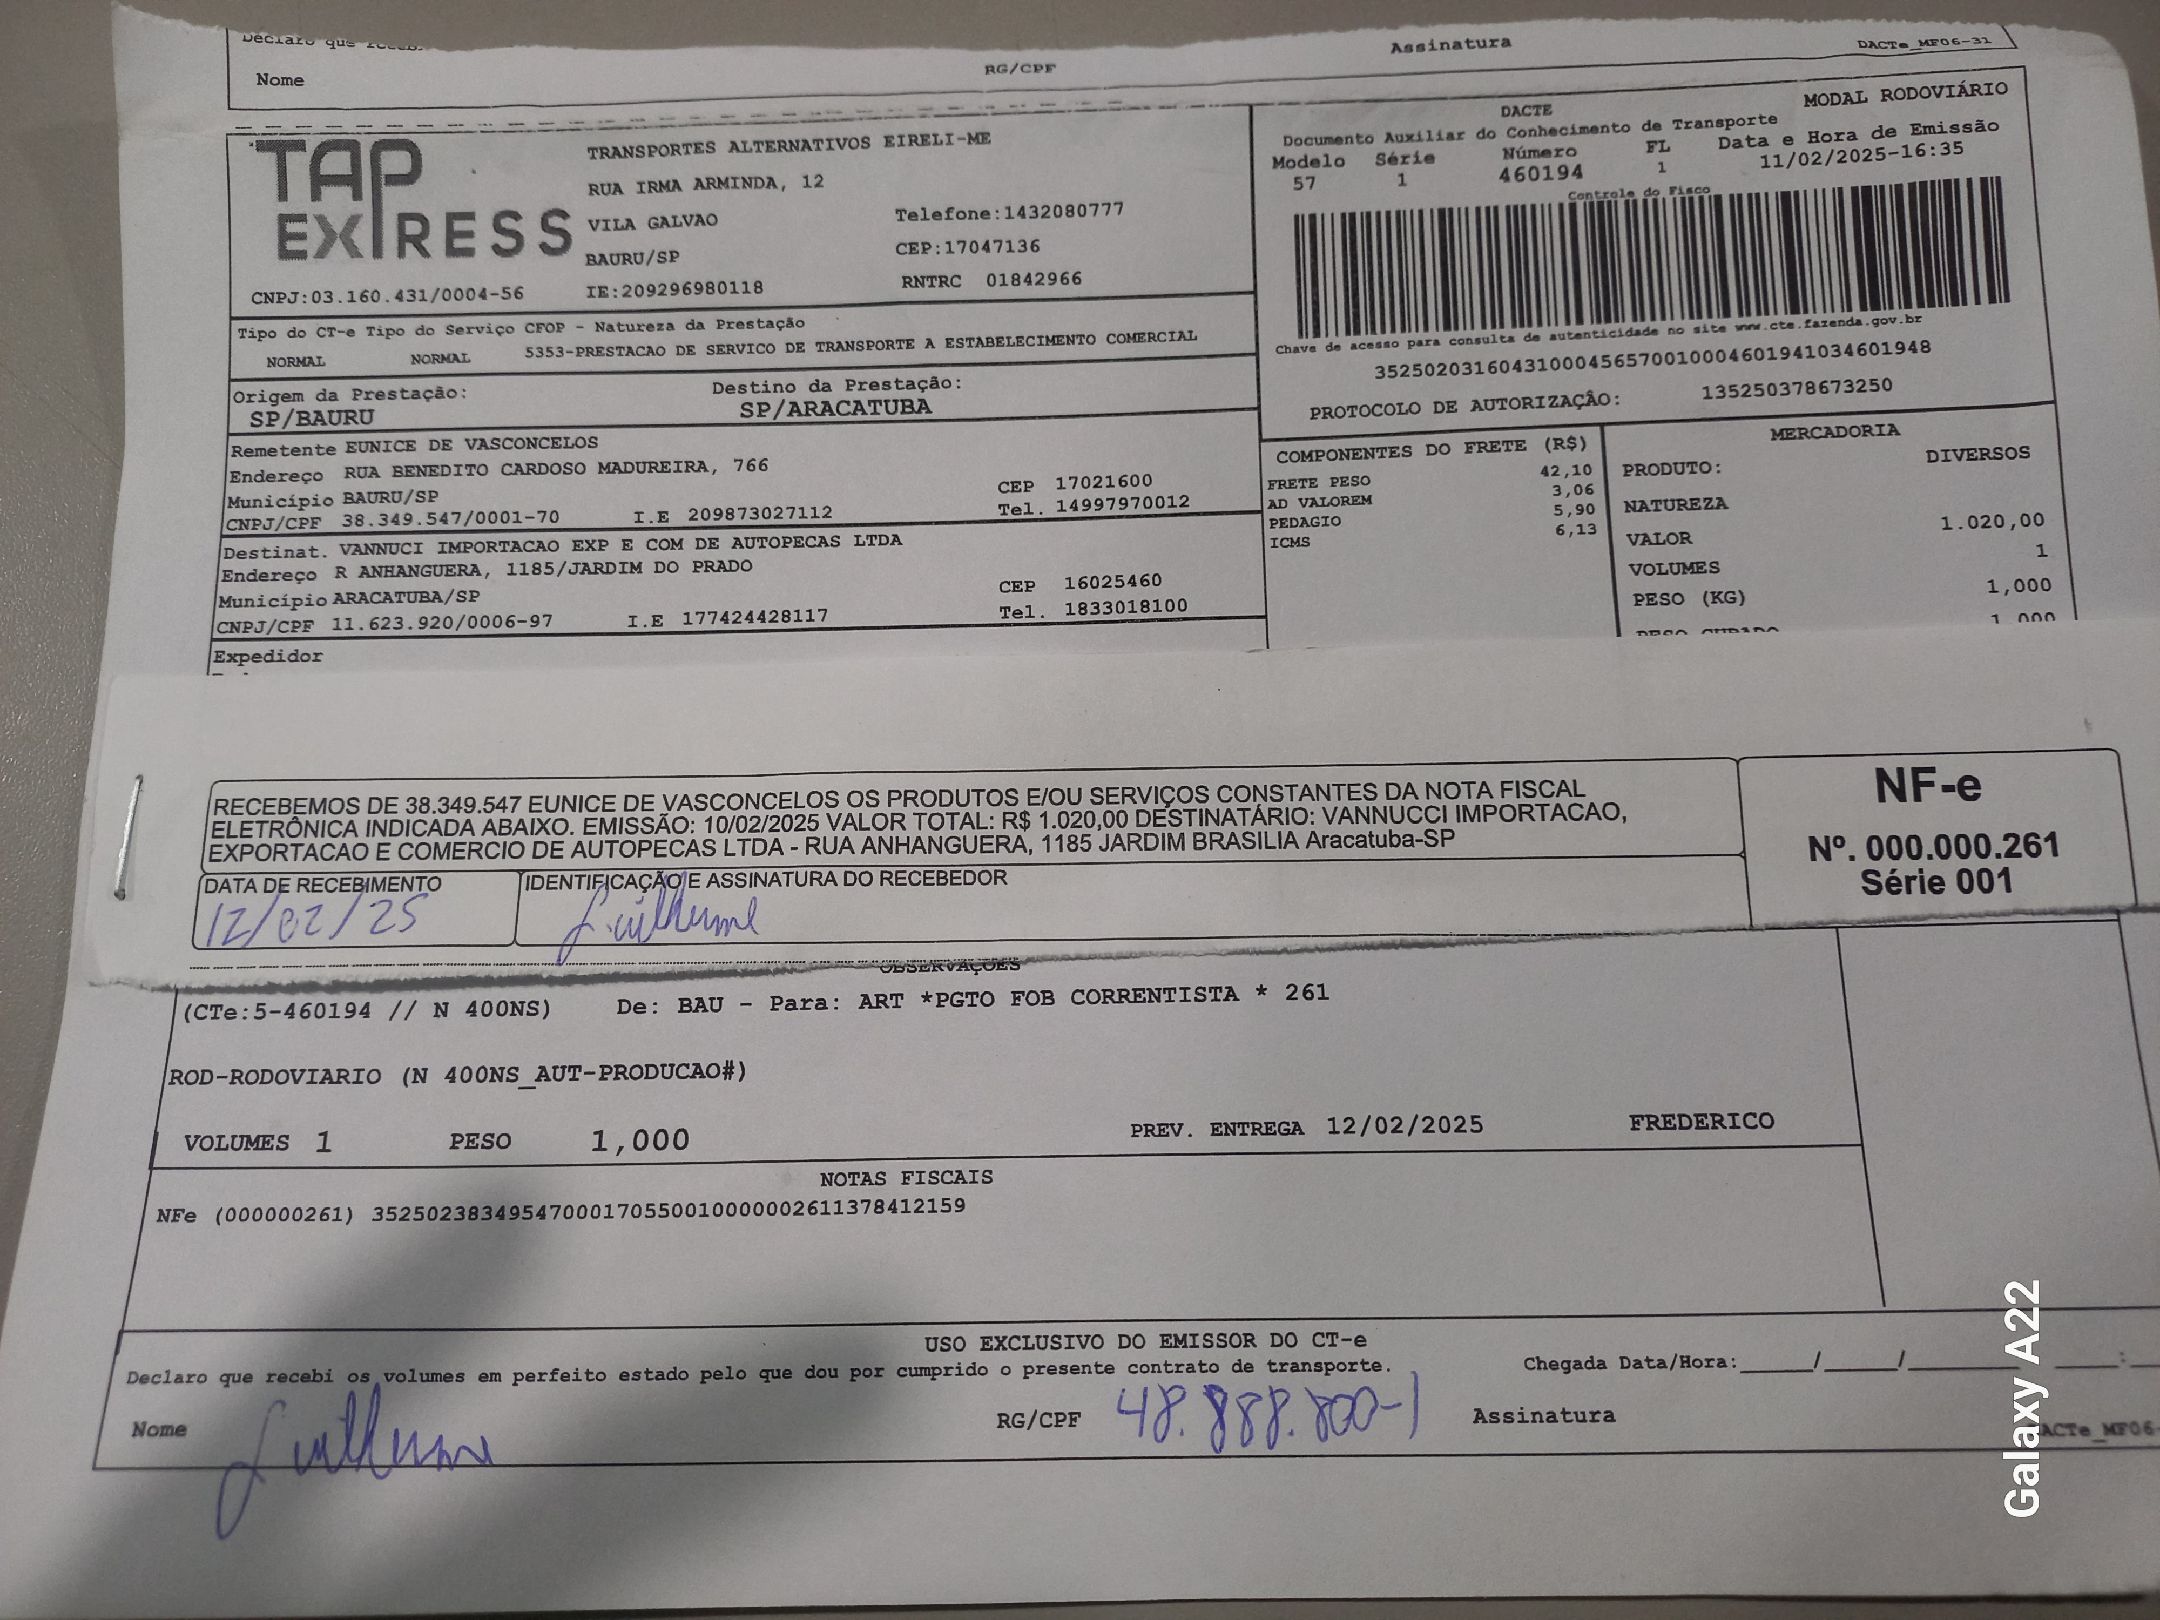 Declaro que receb
Nome
RG/CPF
Assinatura
DACTe_MF06-31
TAP EXPRESS
CNPJ:03.160.431/0004-56
TRANSPORTES ALTERNATIVOS EIRELI-ME
RUA IRMA ARMINDA, 12
VILA GALVAO Telefone:1432080777
BAURU/SP CEP:17047136
IE:209296980118 RNTRC 01842966
DACTE MODAL RODOVIÁRIO
Documento Auxiliar do Conhecimento de Transporte
Modelo Série Número FL Data e Hora de Emissão
57 1 460194 1 11/02/2025-16:35
Controle do Fisco
Chave de acesso para consulta de autenticidade no site www.cte.fazenda.gov.br
35250203160431000456570010004601941034601948
PROTOCOLO DE AUTORIZAÇÃO: 135250378673250
Tipo do CT-e Tipo do Serviço CFOP - Natureza da Prestação
NORMAL NORMAL 5353-PRESTACAO DE SERVICO DE TRANSPORTE A ESTABELECIMENTO COMERCIAL
Origem da Prestação: Destino da Prestação:
SP/BAURU SP/ARACATUBA
Remetente EUNICE DE VASCONCELOS
Endereço RUA BENEDITO CARDOSO MADUREIRA, 766
Município BAURU/SP CEP 17021600
CNPJ/CPF 38.349.547/0001-70 I.E 209873027112 Tel. 14997970012
Destinat. VANNUCI IMPORTACAO EXP E COM DE AUTOPECAS LTDA
Endereço R ANHANGUERA, 1185/JARDIM DO PRADO
Município ARACATUBA/SP CEP 16025460
CNPJ/CPF 11.623.920/0006-97 I.E 177424428117 Tel. 1833018100
Expedidor
COMPONENTES DO FRETE (R$)
FRETE PESO 42,10
AD VALOREM 3,06
PEDAGIO 5,90
ICMS 6,13
MERCADORIA
PRODUTO: DIVERSOS
NATUREZA
VALOR 1.020,00
VOLUMES 1
PESO (KG) 1,000
PESO CUBADO 1,000
RECEBEMOS DE 38.349.547 EUNICE DE VASCONCELOS OS PRODUTOS E/OU SERVIÇOS CONSTANTES DA NOTA FISCAL
ELETRÔNICA INDICADA ABAIXO. EMISSÃO: 10/02/2025 VALOR TOTAL: R$ 1.020,00 DESTINATÁRIO: VANNUCCI IMPORTACAO,
EXPORTACAO E COMERCIO DE AUTOPECAS LTDA - RUA ANHANGUERA, 1185 JARDIM BRASILIA Aracatuba-SP
DATA DE RECEBIMENTO IDENTIFICAÇÃO E ASSINATURA DO RECEBEDOR
12/02/25 Guilherme
NF-e
Nº. 000.000.261
Série 001
OBSERVAÇÕES
(CTe:5-460194 // N 400NS) De: BAU - Para: ART *PGTO FOB CORRENTISTA * 261
ROD-RODOVIARIO (N 400NS_AUT-PRODUCAO#)
VOLUMES 1 PESO 1,000 PREV. ENTREGA 12/02/2025 FREDERICO
NOTAS FISCAIS
NFe (000000261) 35250238349547000170550010000002611378412159
USO EXCLUSIVO DO EMISSOR DO CT-e
Declaro que recebi os volumes em perfeito estado pelo que dou por cumprido o presente contrato de transporte.
Chegada Data/Hora:____/____/____ ___:__
Nome Guilherme RG/CPF 48.888.800-1 Assinatura
ACTe_MF06-
Galaxy A22